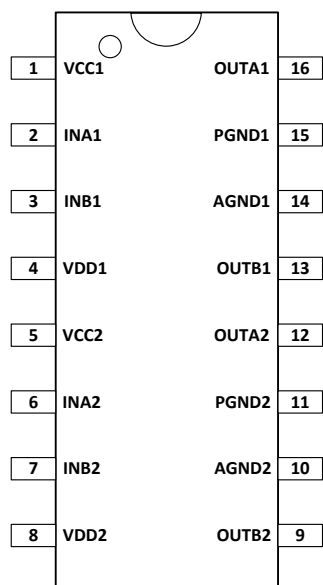 1 VCC1 OUTA1 16
2 INA1 PGND1 15
3 INB1 AGND1 14
4 VDD1 OUTB1 13
5 VCC2 OUTA2 12
6 INA2 PGND2 11
7 INB2 AGND2 10
8 VDD2 OUTB2 9